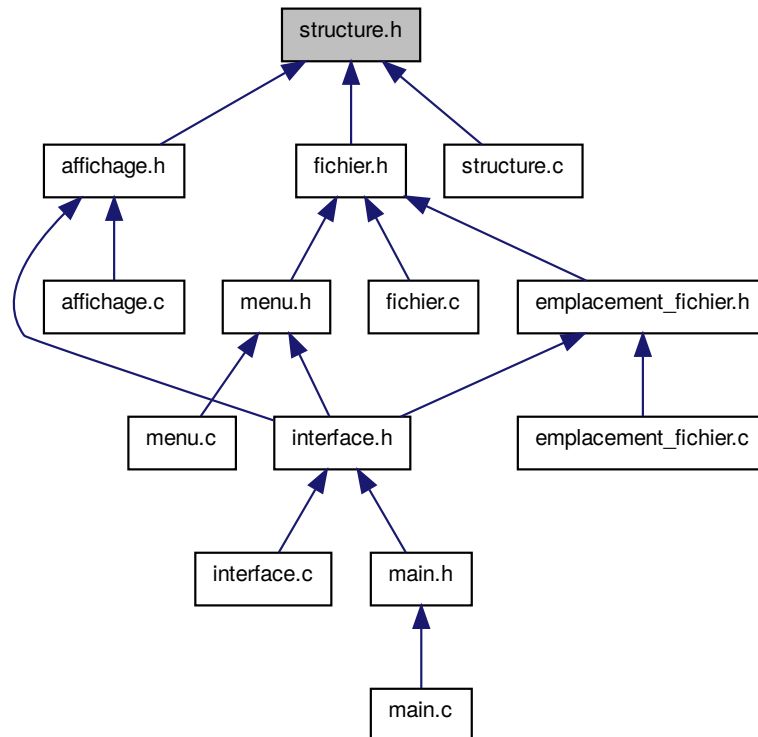 structure.h
affichage.h
fichier.h
structure.c
affichage.c
menu.h
fichier.c
emplacement_fichier.h
menu.c
interface.h
emplacement_fichier.c
interface.c
main.h
main.c